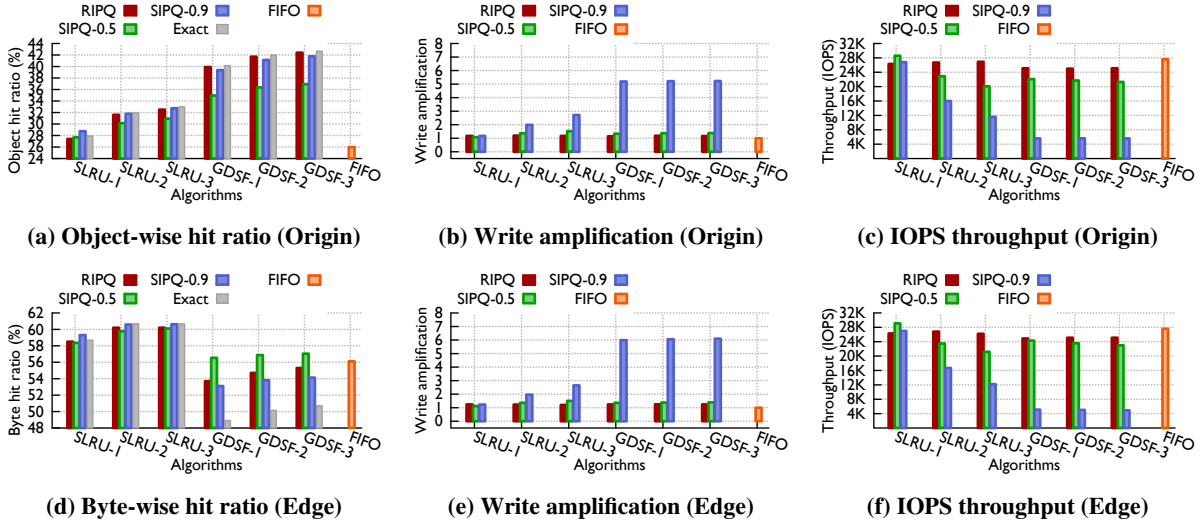 RIPQ SIPQ-0.9 FIFO
SIPQ-0.5 Exact
Object hit ratio (%)
44
42
40
38
36
34
32
30
28
26
24
SLRU-1 SLRU-2 SLRU-3 GDSF-1 GDSF-2 GDSF-3 FIFO
Algorithms
(a) Object-wise hit ratio (Origin)
RIPQ SIPQ-0.9
SIPQ-0.5 FIFO
Write amplification
8
7
6
5
4
3
2
1
0
SLRU-1 SLRU-2 SLRU-3 GDSF-1 GDSF-2 GDSF-3 FIFO
Algorithms
(b) Write amplification (Origin)
RIPQ SIPQ-0.9
SIPQ-0.5 FIFO
Throughput (IOPS)
32K
28K
24K
20K
16K
12K
8K
4K
SLRU-1 SLRU-2 SLRU-3 GDSF-1 GDSF-2 GDSF-3 FIFO
Algorithms
(c) IOPS throughput (Origin)
RIPQ SIPQ-0.9 FIFO
SIPQ-0.5 Exact
Byte hit ratio (%)
62
60
58
56
54
52
50
48
SLRU-1 SLRU-2 SLRU-3 GDSF-1 GDSF-2 GDSF-3 FIFO
Algorithms
(d) Byte-wise hit ratio (Edge)
RIPQ SIPQ-0.9
SIPQ-0.5 FIFO
Write amplification
8
7
6
5
4
3
2
1
0
SLRU-1 SLRU-2 SLRU-3 GDSF-1 GDSF-2 GDSF-3 FIFO
Algorithms
(e) Write amplification (Edge)
RIPQ SIPQ-0.9
SIPQ-0.5 FIFO
Throughput (IOPS)
32K
28K
24K
20K
16K
12K
8K
4K
SLRU-1 SLRU-2 SLRU-3 GDSF-1 GDSF-2 GDSF-3 FIFO
Algorithms
(f) IOPS throughput (Edge)